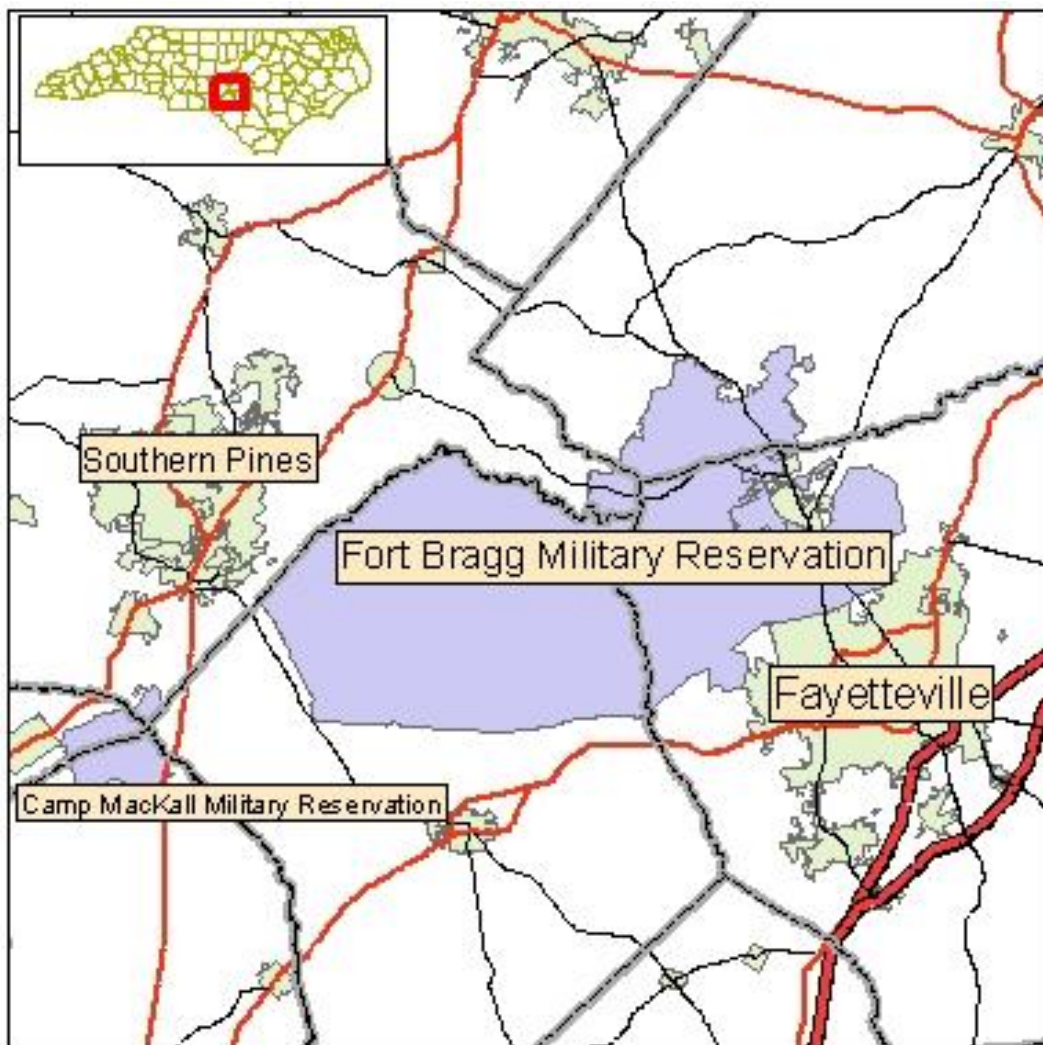 Southern Pines
Fort Bragg Military Reservation
Fayetteville
Camp MacKall Military Reservation